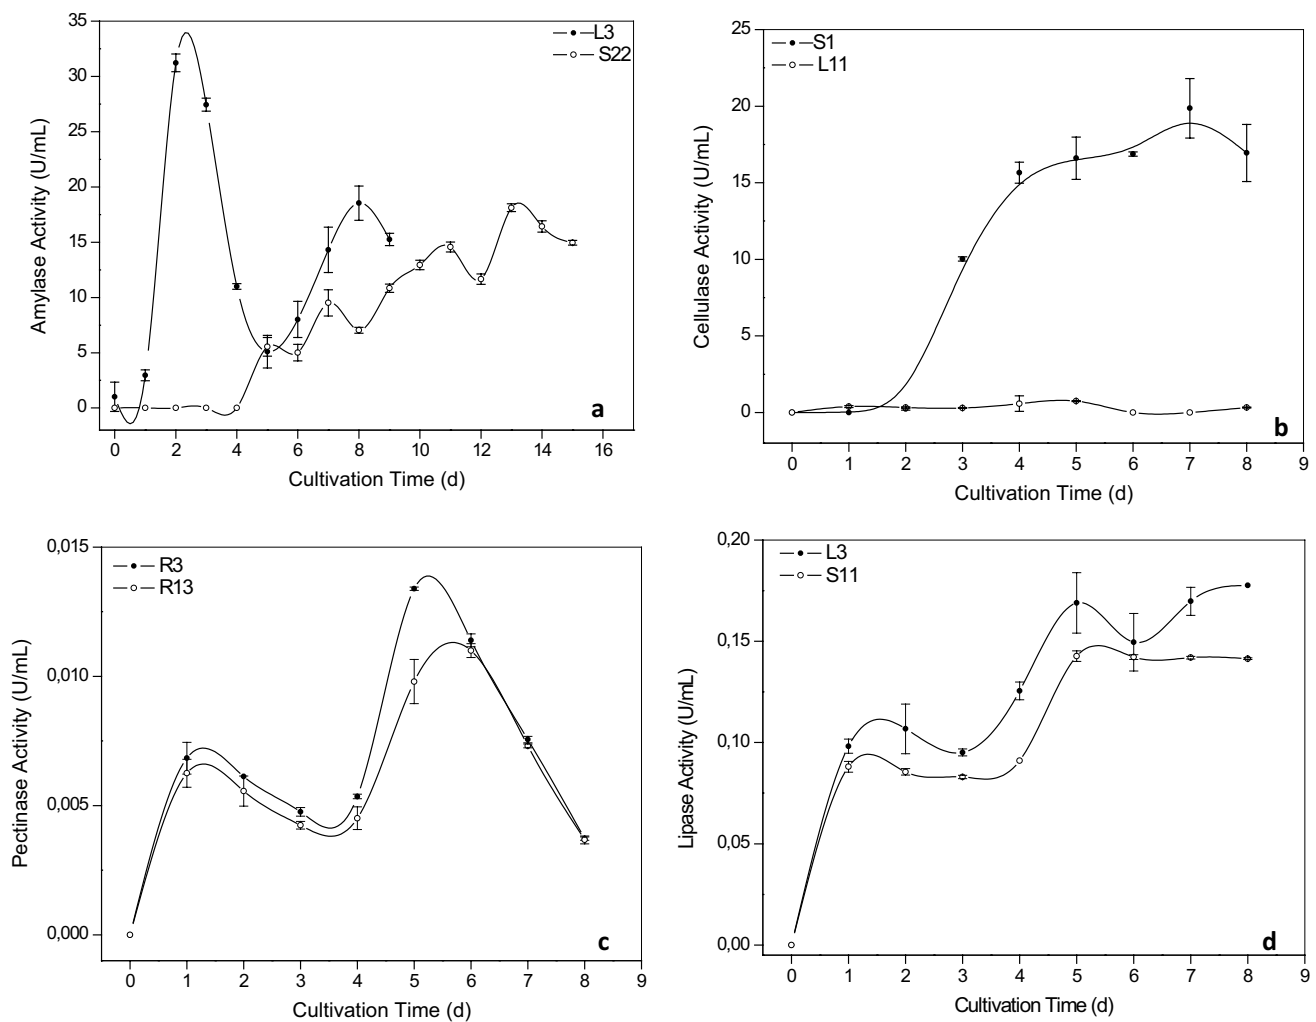 35
30
25
20
15
10
5
0
Amylase Activity (U/mL)
L3
S22
a
0 2 4 6 8 10 12 14 16
Cultivation Time (d)
25
20
15
10
5
0
Cellulase Activity (U/mL)
S1
L11
b
0 1 2 3 4 5 6 7 8 9
Cultivation Time (d)
0,015
0,010
0,005
0,000
Pectinase Activity (U/mL)
R3
R13
c
0 1 2 3 4 5 6 7 8 9
Cultivation Time (d)
0,20
0,15
0,10
0,05
0,00
Lipase Activity (U/mL)
L3
S11
d
0 1 2 3 4 5 6 7 8 9
Cultivation Time (d)